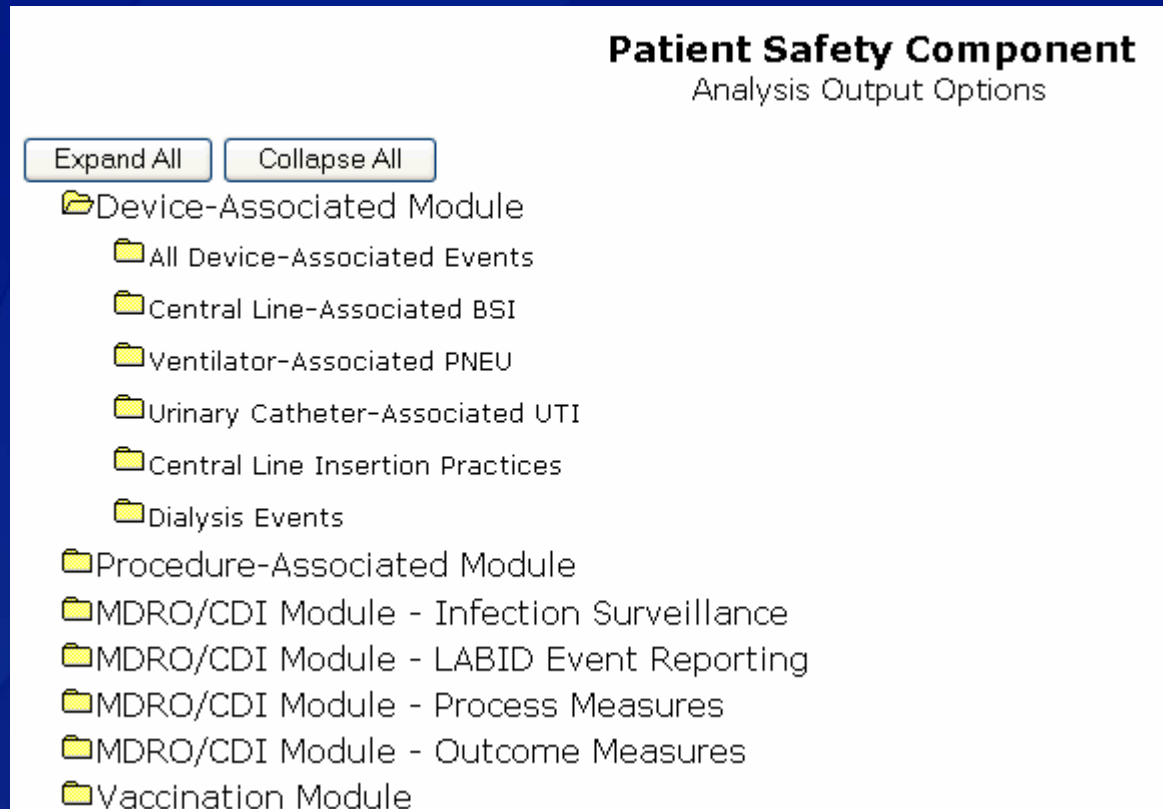 Patient Safety Component
Analysis Output Options
Expand All Collapse All
Device-Associated Module
All Device-Associated Events
Central Line-Associated BSI
Ventilator-Associated PNEU
Urinary Catheter-Associated UTI
Central Line Insertion Practices
Dialysis Events
Procedure-Associated Module
MDRO/CDI Module - Infection Surveillance
MDRO/CDI Module - LABID Event Reporting
MDRO/CDI Module - Process Measures
MDRO/CDI Module - Outcome Measures
Vaccination Module